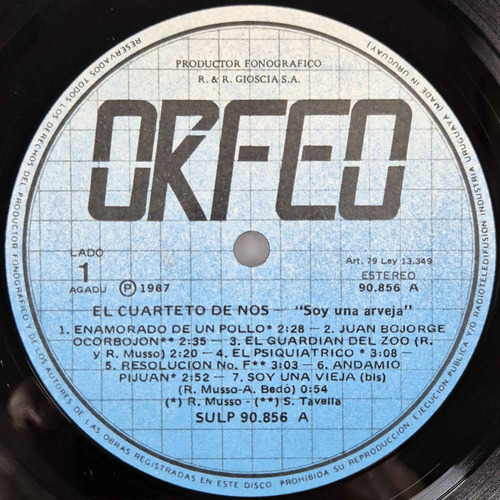 PRODUCTOR FONOGRAFICO
R. & R. GIOSCIA S.A.
ORFEO
LADO
1
AGADU
Ⓟ 1987
Art. 79 Ley 13.349
ESTEREO
90.856 A
EL CUARTETO DE NOS — "Soy una arveja"
1. ENAMORADO DE UN POLLO* 2:28 — 2. JUAN BOJORGE
OCORBOJON** 2:35 — 3. EL GUARDIAN DEL ZOO (R.
y R. Musso) 2:20 — 4. EL PSIQUIATRICO * 3:08 —
5. RESOLUCION No. F** 3:03 — 6. ANDAMIO
PIJUAN* 2:52 — 7. SOY UNA VIEJA (bis)
(R. Musso-A. Bedó) 0:54
(*) R. Musso - (**) S. Tavella
SULP 90.856 A
RESERVADOS TODOS LOS DERECHOS DEL PRODUCTOR FONOGRAFICO Y DE LOS AUTORES DE LAS OBRAS REGISTRADAS EN ESTE DISCO. PROHIBIDA SU REPRODUCCION, EJECUCION PUBLICA Y/O RADIOTELEDIFUSION INDUSTRIA URUGUAYA (MADE IN URUGUAY)